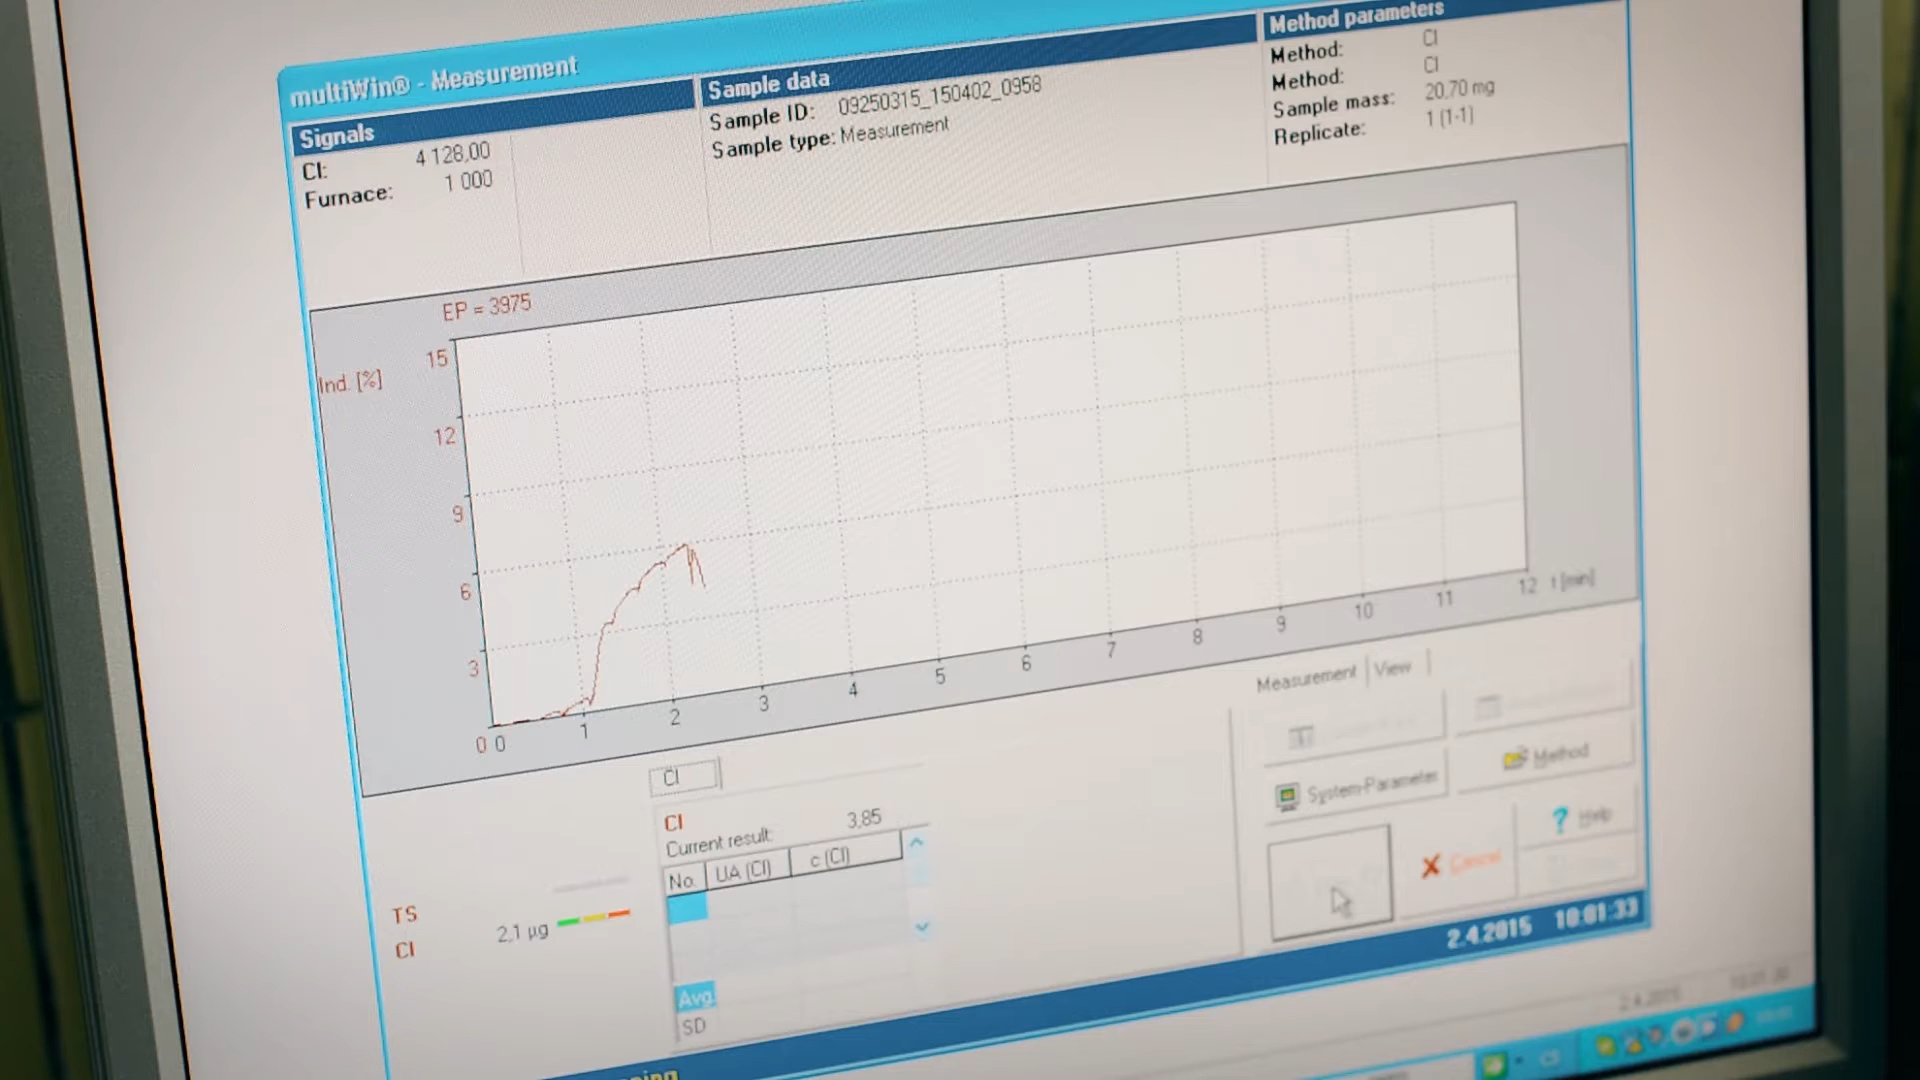 multiWin® - Measurement
Signals
Cl: 4 128,00
Furnace: 1 000
Sample data
Sample ID: 09250315_150402_0958
Sample type: Measurement
Method parameters
Method: Cl
Method: Cl
Sample mass: 20,70 mg
Replicate: 1 (1-1)
EP = 3975
Ind. [%]
15
12
9
6
3
0
0 1 2 3 4 5 6 7 8 9 10 11 12 t [min]
Cl
Cl
Current result: 3,85
No. UA (Cl) c (Cl)
Avg.
SD
TS
Cl 2,1 µg
Measurement View
System-Parameter
Method
Help
Cancel
2.4.2015 10:01:33